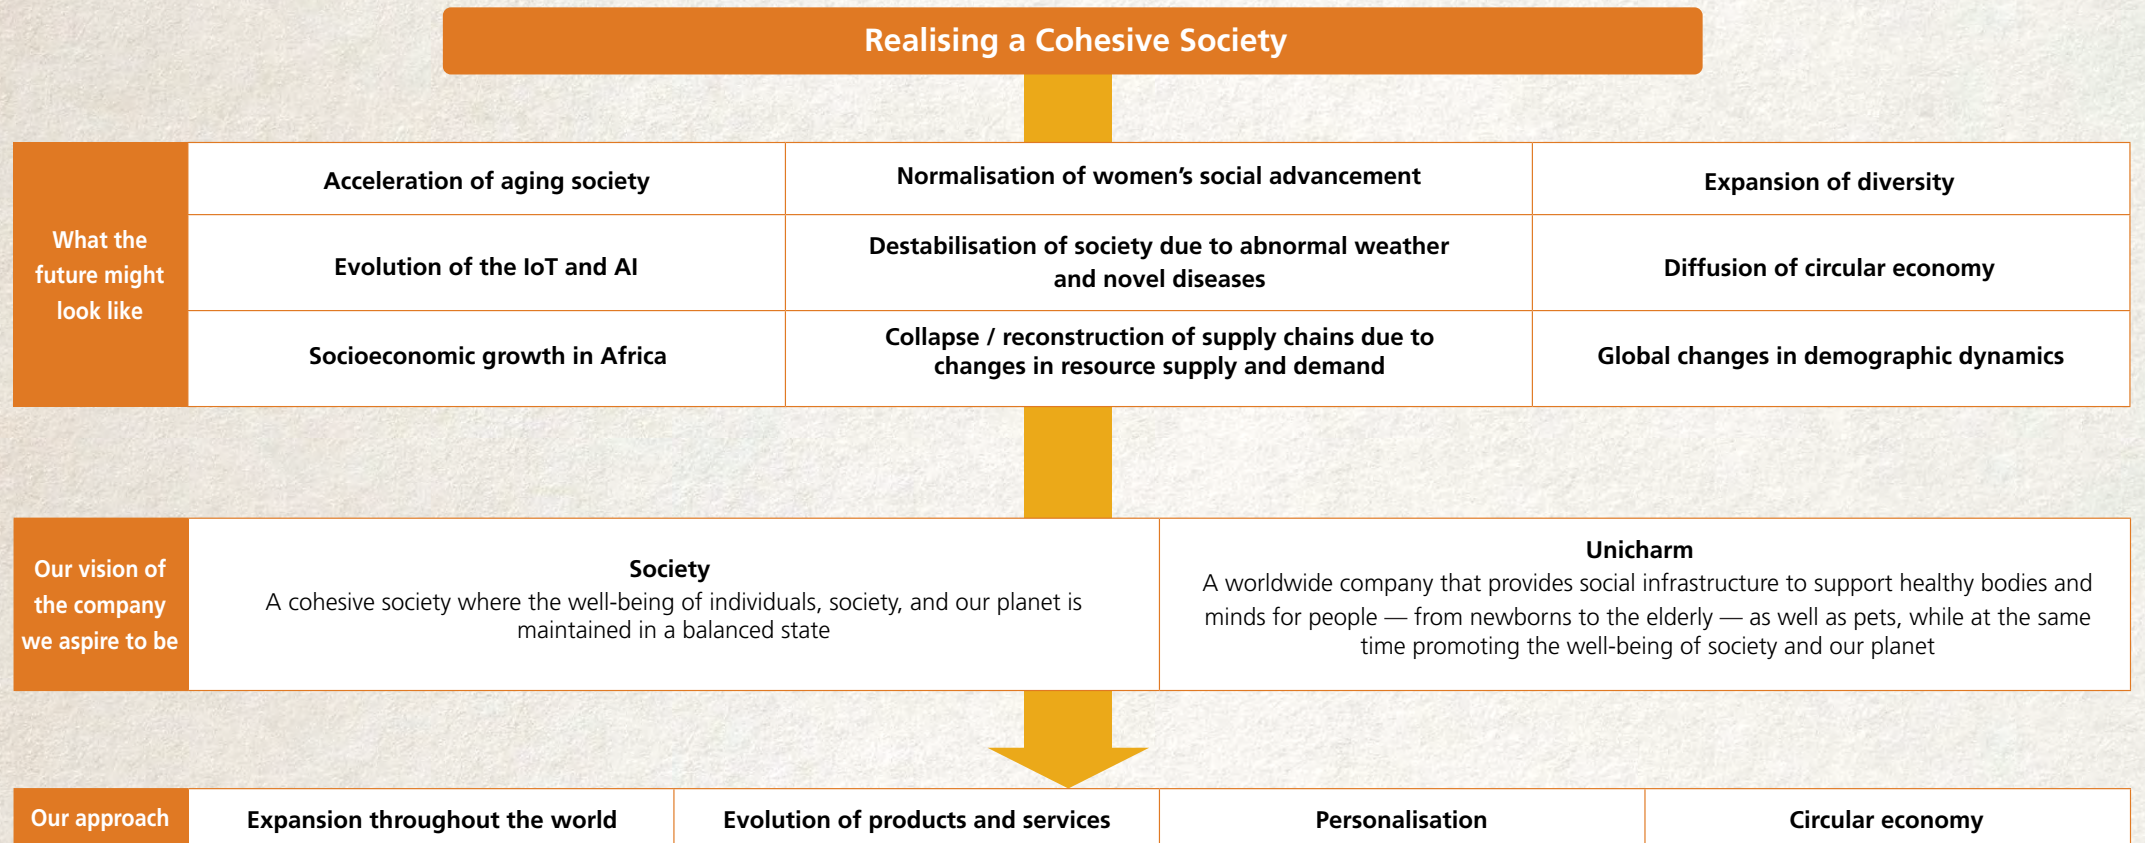 Realising a Cohesive Society
What the
future might
look like
Acceleration of aging society
Normalisation of women's social advancement
Expansion of diversity
Evolution of the IoT and AI
Destabilisation of society due to abnormal weather
and novel diseases
Diffusion of circular economy
Socioeconomic growth in Africa
Collapse / reconstruction of supply chains due to
changes in resource supply and demand
Global changes in demographic dynamics
Our vision of
the company
we aspire to be
Society
A cohesive society where the well-being of individuals, society, and our planet is
maintained in a balanced state
Unicharm
A worldwide company that provides social infrastructure to support healthy bodies and
minds for people — from newborns to the elderly — as well as pets, while at the same
time promoting the well-being of society and our planet
Our approach
Expansion throughout the world
Evolution of products and services
Personalisation
Circular economy